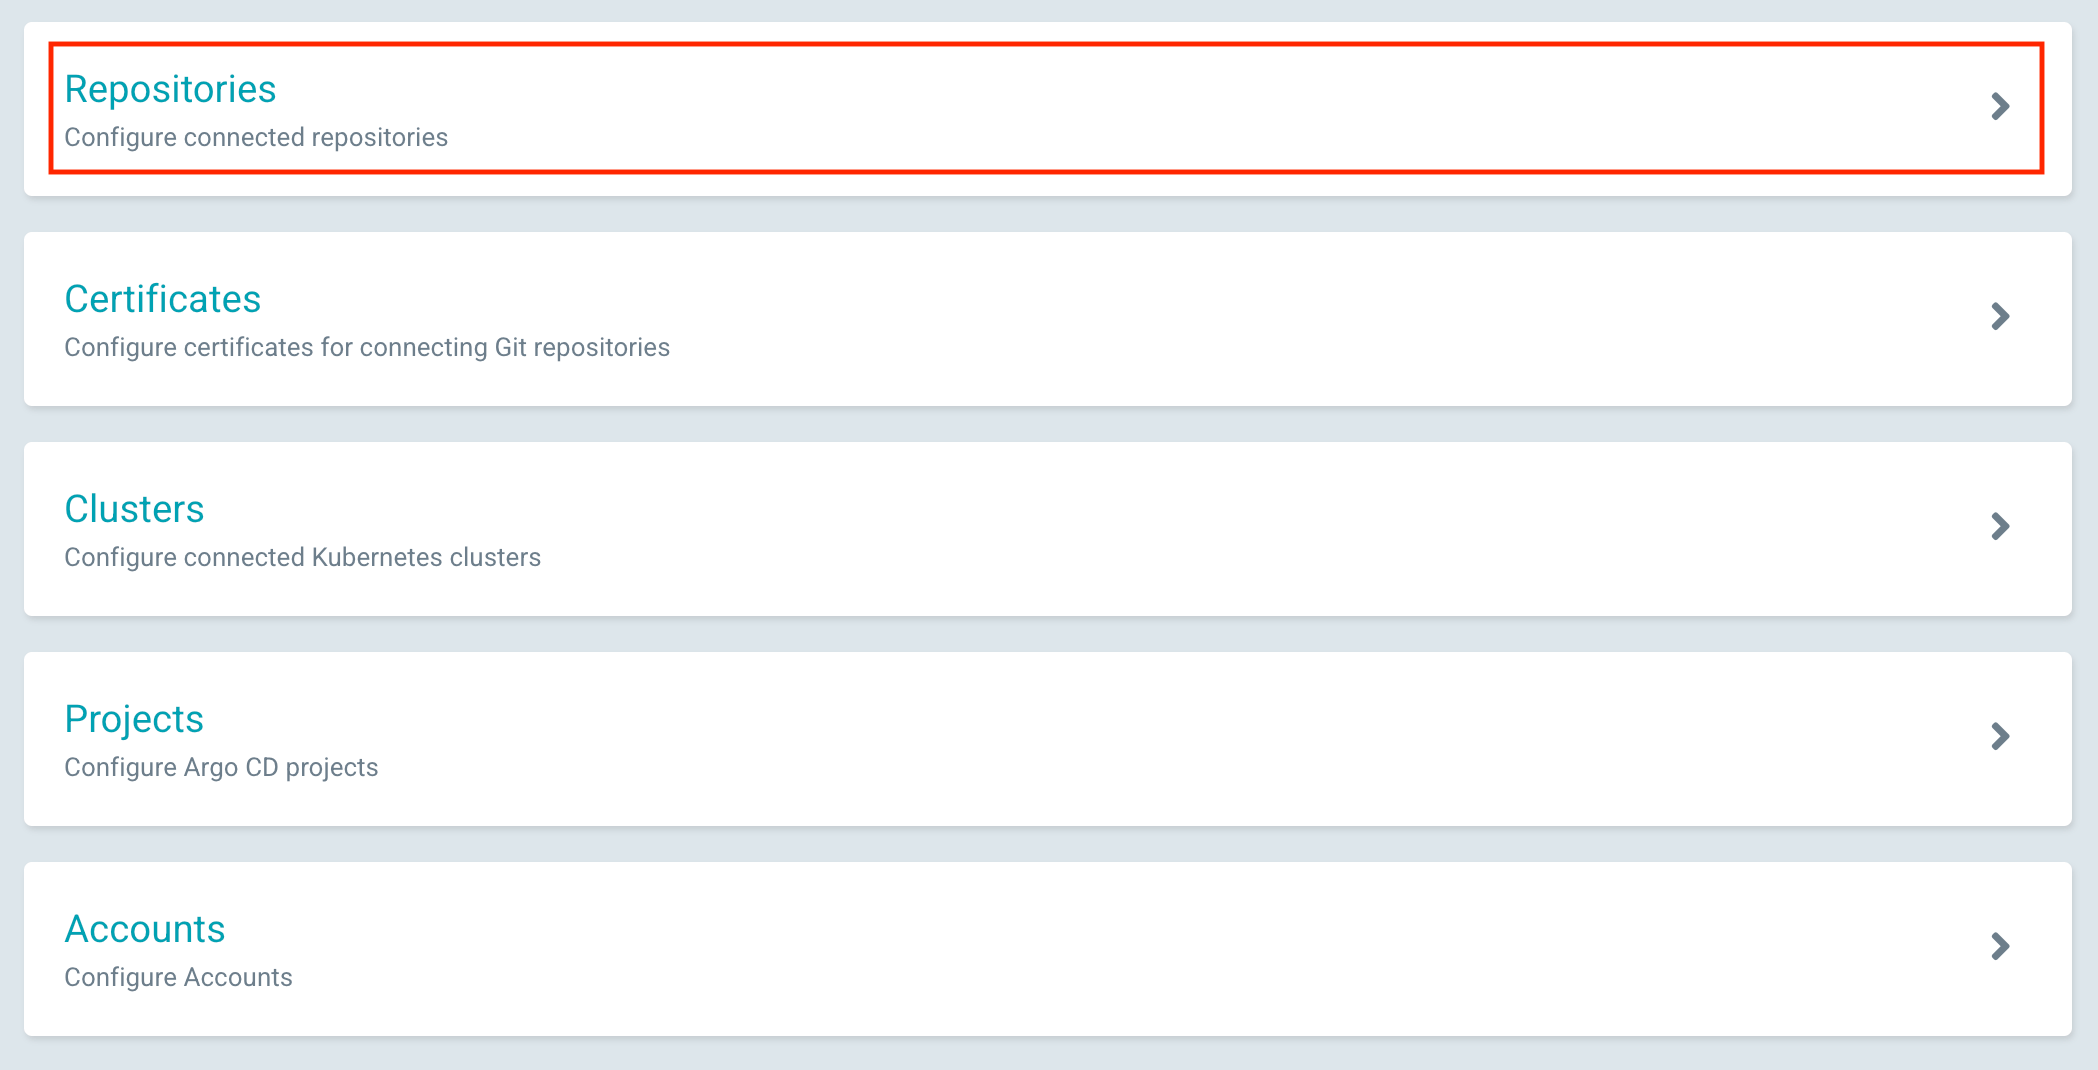 Repositories
Configure connected repositories
Certificates
Configure certificates for connecting Git repositories
Clusters
Configure connected Kubernetes clusters
Projects
Configure Argo CD projects
Accounts
Configure Accounts